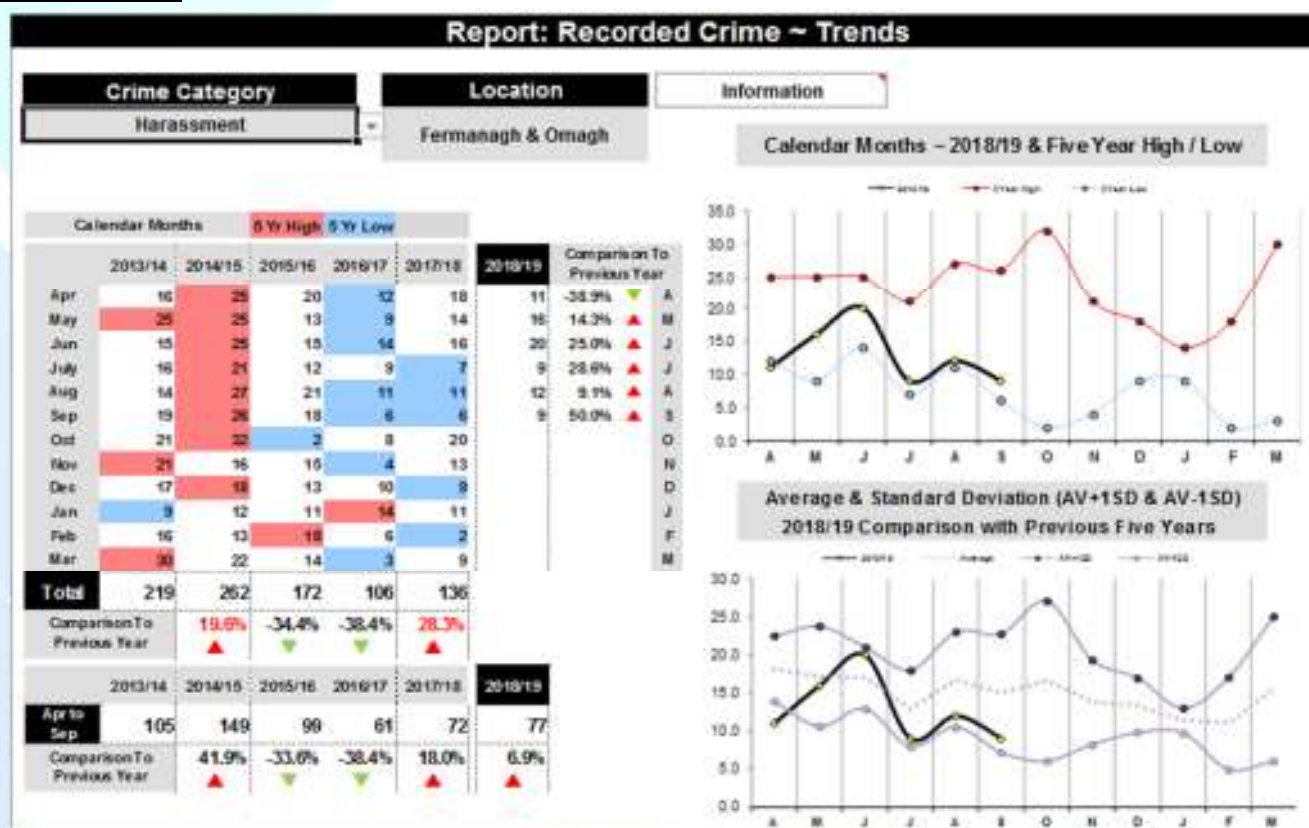 Report: Recorded Crime ~ Trends
Crime Category Location Information
Harassment Fermanagh & Omagh
Calendar Months – 2018/19 & Five Year High / Low
2018/19 5 Year High 5 Year Low
Calendar Months 5 Yr High 5 Yr Low
2013/14 2014/15 2015/16 2016/17 2017/18 2018/19 Comparison To Previous Year
Apr 16 25 20 12 18 11 -38.9% A
May 25 25 13 9 14 16 14.3% M
Jun 15 25 15 14 16 20 25.0% J
July 16 21 12 9 7 9 28.6% J
Aug 14 27 21 11 11 12 9.1% A
Sep 19 26 18 6 6 9 50.0% S
Oct 21 32 2 8 20 O
Nov 21 16 15 4 13 N
Dec 17 18 13 10 9 D
Jan 9 12 11 14 11 J
Feb 16 13 18 6 2 F
Mar 30 22 14 3 9 M
Total 219 262 172 106 136
Comparison To Previous Year 19.6% -34.4% -38.4% 28.3%
2013/14 2014/15 2015/16 2016/17 2017/18 2018/19
Apr to Sep 105 149 99 61 72 77
Comparison To Previous Year 41.9% -33.6% -38.4% 18.0% 6.9%
35.0
30.0
25.0
20.0
15.0
10.0
5.0
0.0
A M J J A S O N D J F M
Average & Standard Deviation (AV+1SD & AV-1SD)
2018/19 Comparison with Previous Five Years
Average
30.0
25.0
20.0
15.0
10.0
5.0
0.0
A M J J A S O N D J F M